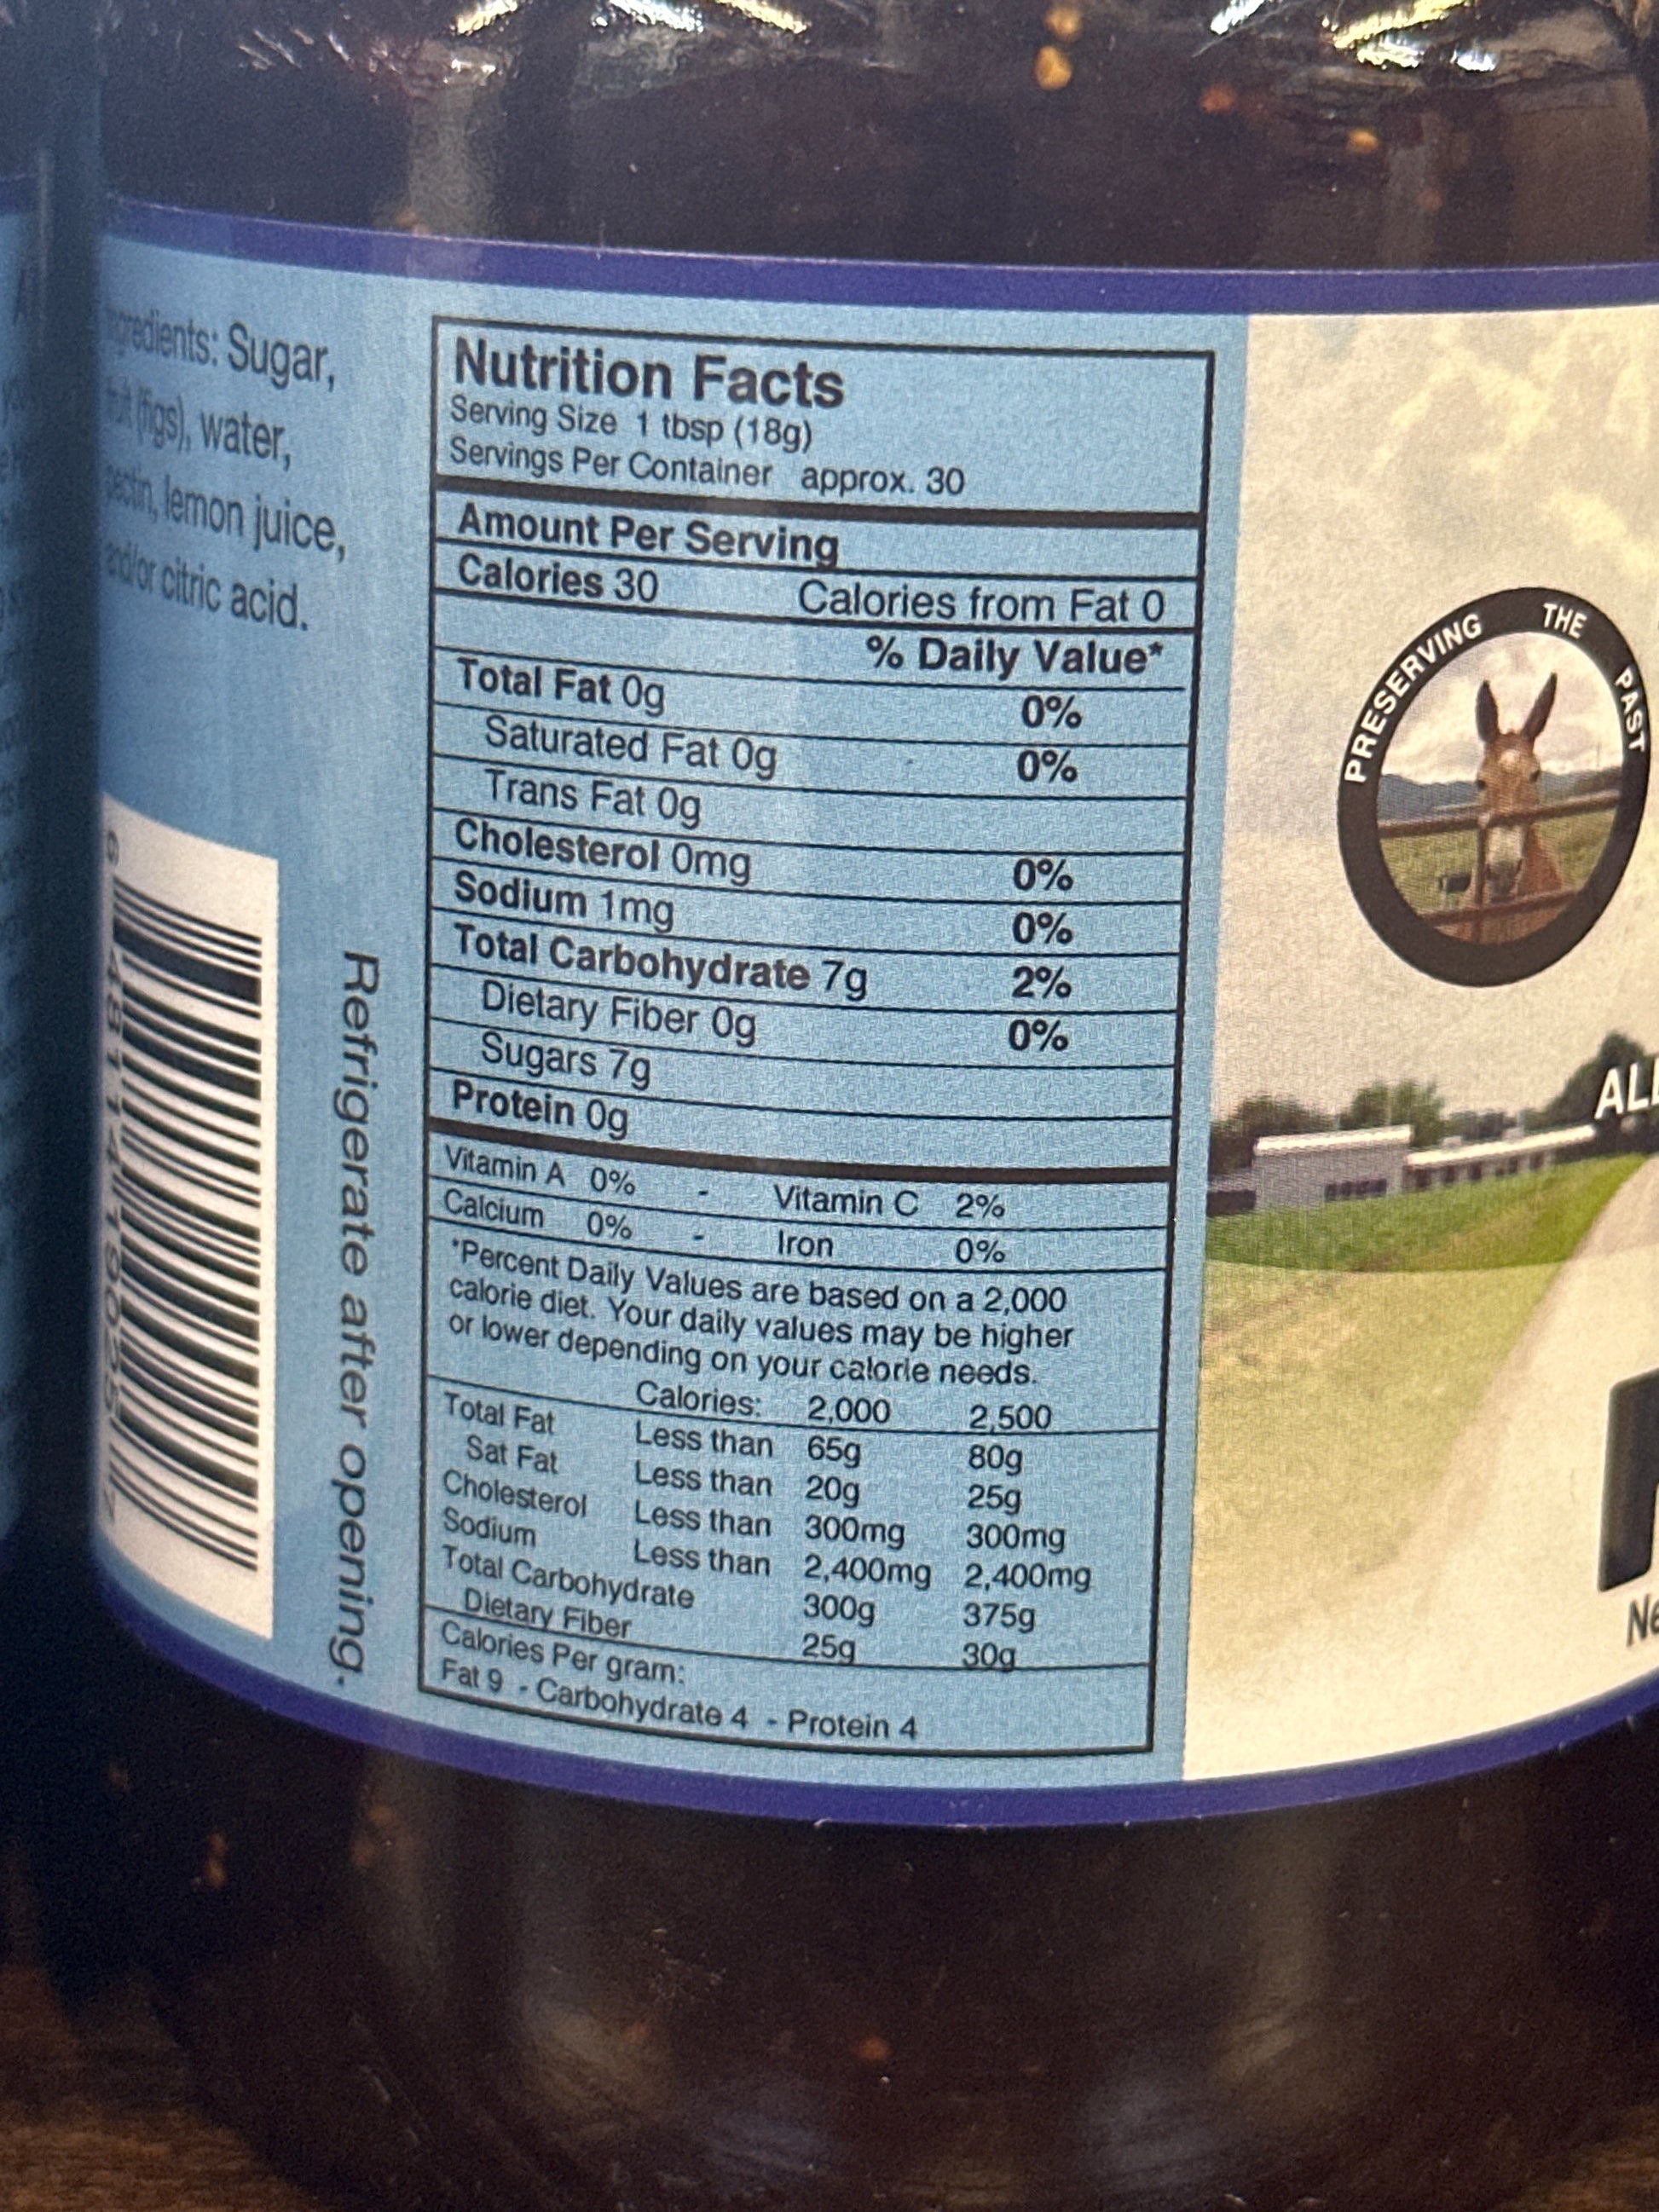 Ingredients: Sugar,
fruit (figs), water,
pectin, lemon juice,
and/or citric acid.
Refrigerate after opening.
Nutrition Facts
Serving Size 1 tbsp (18g)
Servings Per Container approx. 30
Amount Per Serving
Calories 30 Calories from Fat 0
% Daily Value*
Total Fat 0g 0%
Saturated Fat 0g 0%
Trans Fat 0g
Cholesterol 0mg 0%
Sodium 1mg 0%
Total Carbohydrate 7g 2%
Dietary Fiber 0g 0%
Sugars 7g
Protein 0g
Vitamin A 0% - Vitamin C 2%
Calcium 0% - Iron 0%
*Percent Daily Values are based on a 2,000
calorie diet. Your daily values may be higher
or lower depending on your calorie needs.
Calories: 2,000 2,500
Total Fat Less than 65g 80g
Sat Fat Less than 20g 25g
Cholesterol Less than 300mg 300mg
Sodium Less than 2,400mg 2,400mg
Total Carbohydrate 300g 375g
Dietary Fiber 25g 30g
Calories Per gram:
Fat 9 - Carbohydrate 4 - Protein 4
PRESERVING THE PAST